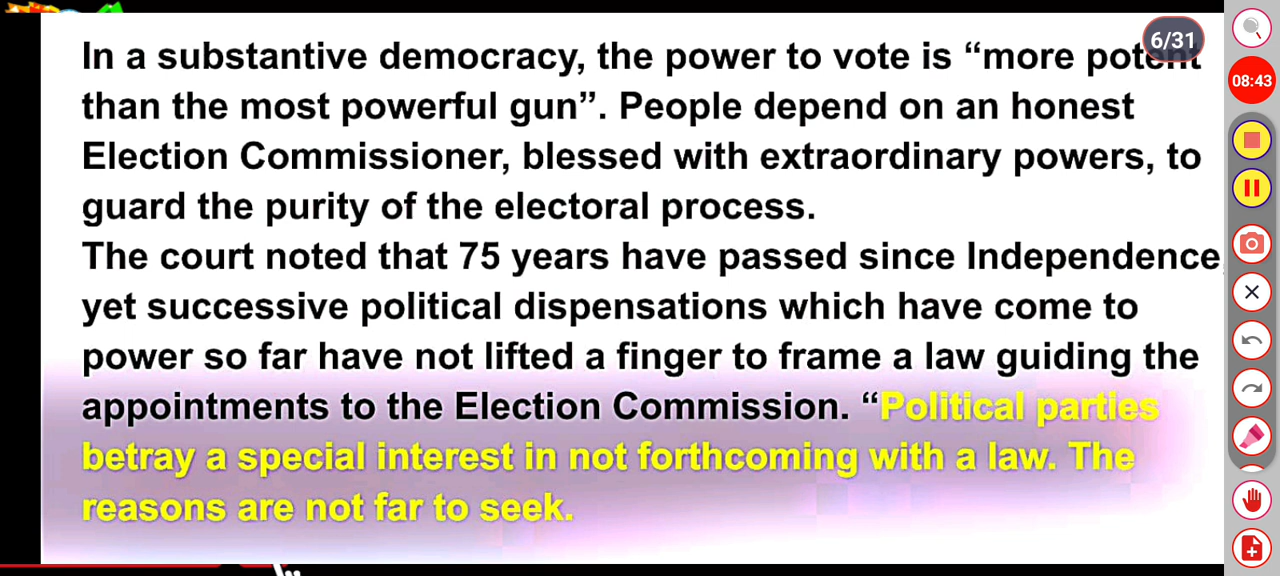 In a substantive democracy, the power to vote is “more potent
than the most powerful gun”. People depend on an honest
Election Commissioner, blessed with extraordinary powers, to
guard the purity of the electoral process.
The court noted that 75 years have passed since Independence,
yet successive political dispensations which have come to
power so far have not lifted a finger to frame a law guiding the
appointments to the Election Commission. “Political parties
betray a special interest in not forthcoming with a law. The
reasons are not far to seek.
6/31
08:43